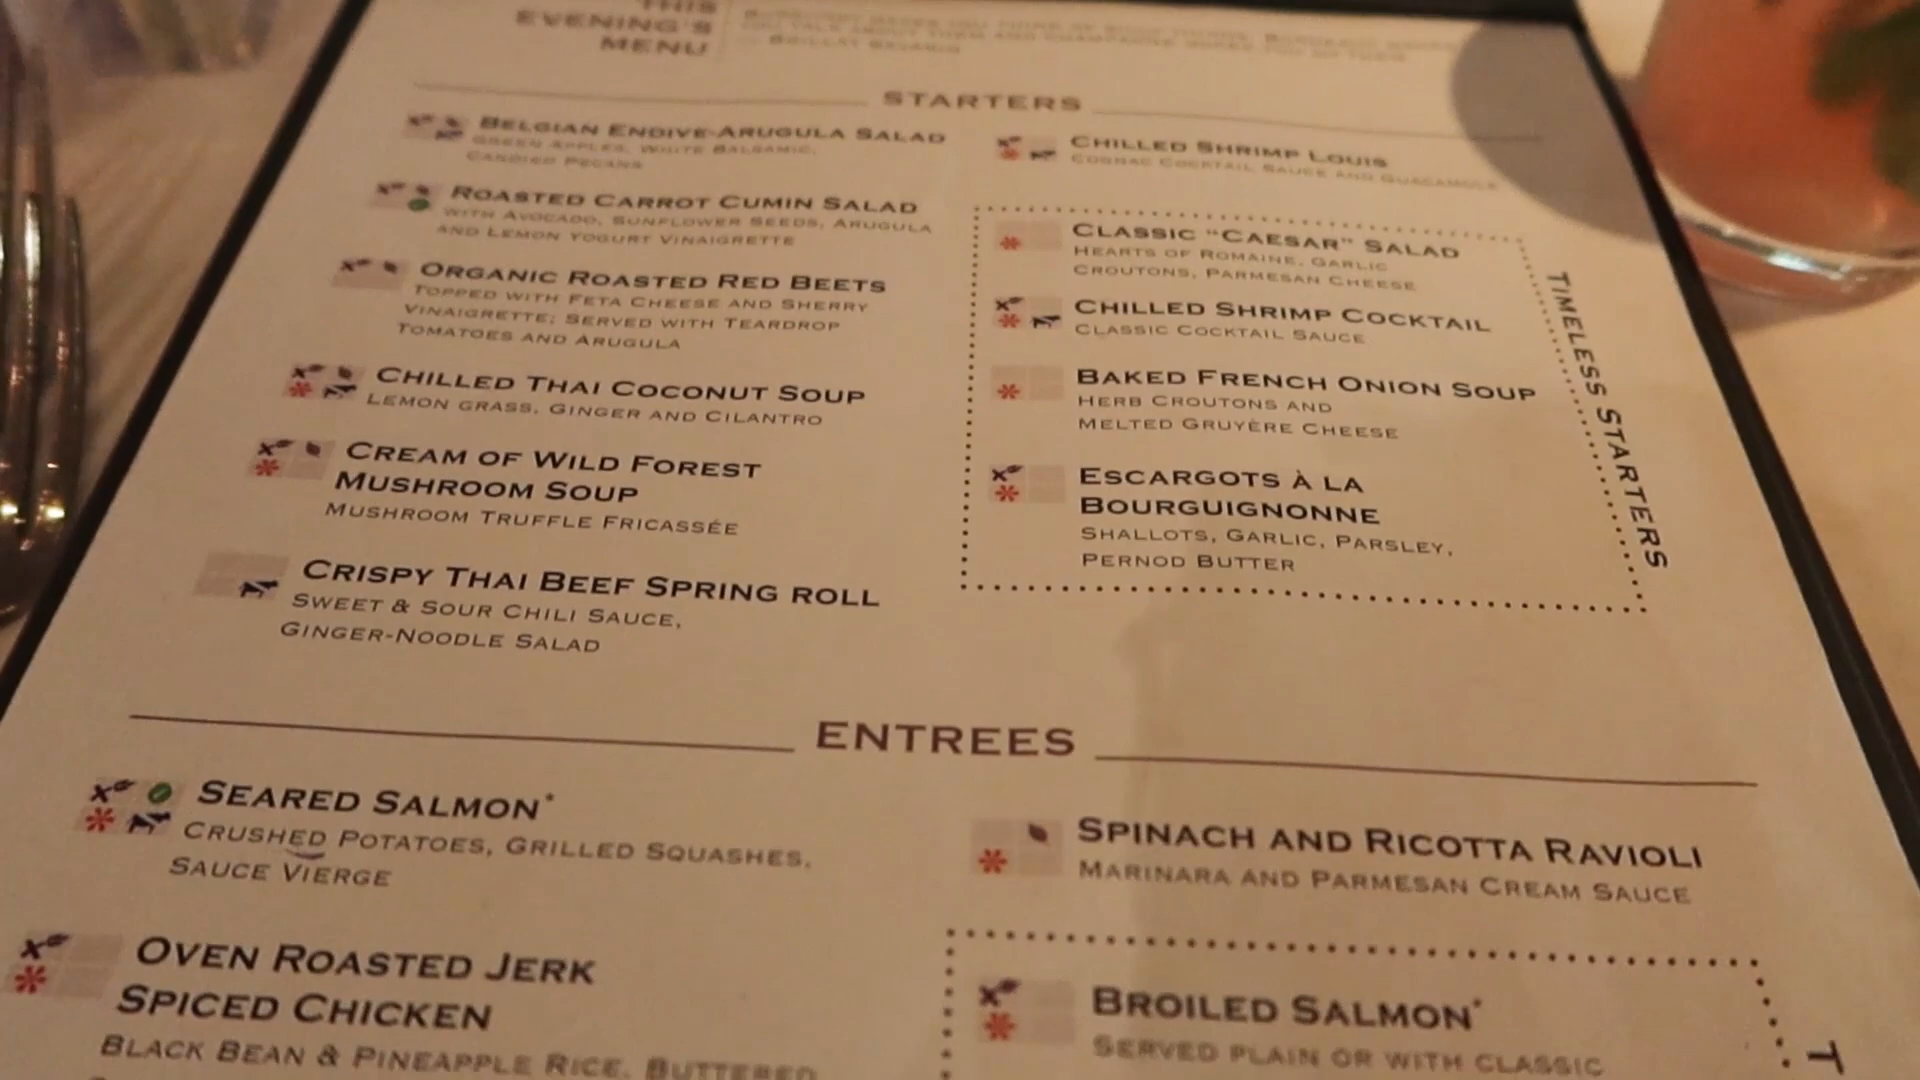 THIS
EVENING'S
MENU
STARTERS
BELGIAN ENDIVE-ARUGULA SALAD
GREEN APPLES, WHITE BALSAMIC,
CANDIED PECANS
ROASTED CARROT CUMIN SALAD
WITH AVOCADO, SUNFLOWER SEEDS, ARUGULA
AND LEMON YOGURT VINAIGRETTE
ORGANIC ROASTED RED BEETS
TOPPED WITH FETA CHEESE AND SHERRY
VINAIGRETTE; SERVED WITH TEARDROP
TOMATOES AND ARUGULA
CHILLED THAI COCONUT SOUP
LEMON GRASS, GINGER AND CILANTRO
CREAM OF WILD FOREST
MUSHROOM SOUP
MUSHROOM TRUFFLE FRICASSÉE
CRISPY THAI BEEF SPRING ROLL
SWEET & SOUR CHILI SAUCE,
GINGER-NOODLE SALAD
CHILLED SHRIMP LOUIS
COGNAC COCKTAIL SAUCE AND GUACAMOLE
CLASSIC "CAESAR" SALAD
HEARTS OF ROMAINE, GARLIC
CROUTONS, PARMESAN CHEESE
CHILLED SHRIMP COCKTAIL
CLASSIC COCKTAIL SAUCE
BAKED FRENCH ONION SOUP
HERB CROUTONS AND
MELTED GRUYÈRE CHEESE
ESCARGOTS À LA
BOURGUIGNONNE
SHALLOTS, GARLIC, PARSLEY,
PERNOD BUTTER
TIMELESS STARTERS
ENTREES
SEARED SALMON*
CRUSHED POTATOES, GRILLED SQUASHES,
SAUCE VIERGE
OVEN ROASTED JERK
SPICED CHICKEN
BLACK BEAN & PINEAPPLE RICE, BUTTERED
SPINACH AND RICOTTA RAVIOLI
MARINARA AND PARMESAN CREAM SAUCE
BROILED SALMON*
SERVED PLAIN OR WITH CLASSIC
T